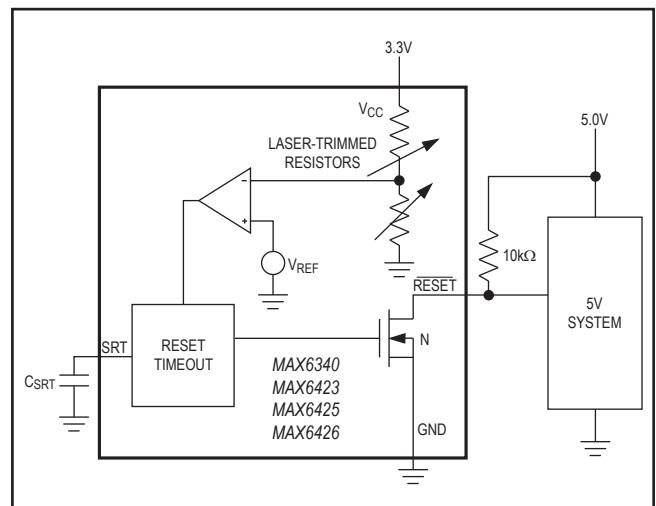 3.3V
VCC
5.0V
LASER-TRIMMED
RESISTORS
–
+
VREF
10kΩ
RESET
5V
SYSTEM
SRT
RESET
TIMEOUT
N
CSRT
MAX6340
MAX6423
MAX6425
MAX6426
GND